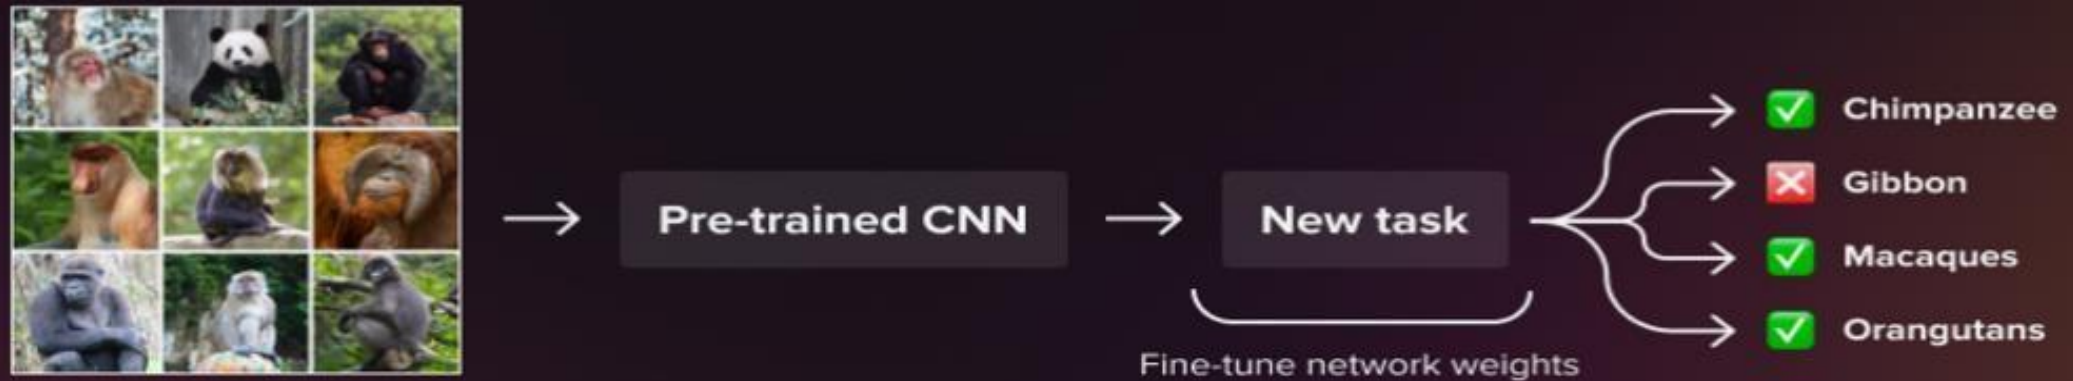 Pre-trained CNN
New task
Fine-tune network weights
Chimpanzee
Gibbon
Macaques
Orangutans